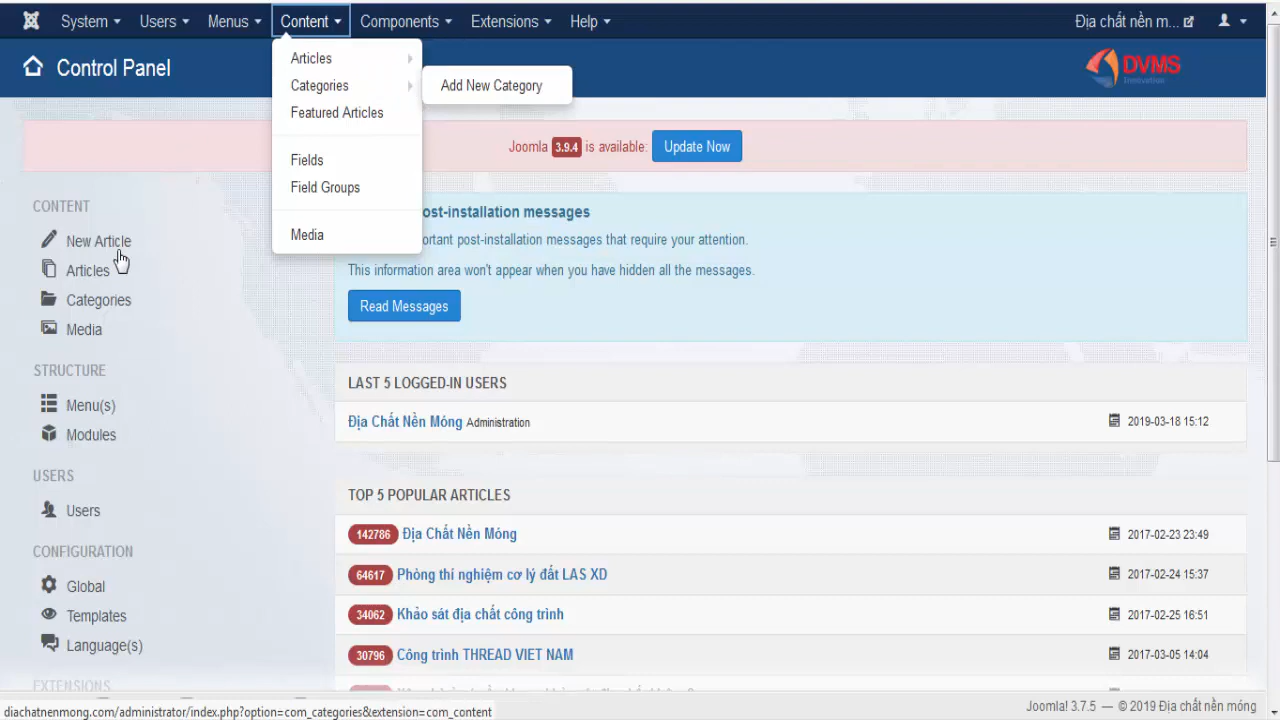 System Users Menus Content Components Extensions Help Địa chất nền m...
Control Panel
DVMS
Innovation
Articles
Categories
Add New Category
Featured Articles
Fields
Field Groups
Media
Joomla 3.9.4 is available: Update Now
CONTENT
New Article
Articles
Categories
Media
STRUCTURE
Menu(s)
Modules
USERS
Users
CONFIGURATION
Global
Templates
Language(s)
EXTENSIONS
ost-installation messages
ortant post-installation messages that require your attention.
This information area won't appear when you have hidden all the messages.
Read Messages
LAST 5 LOGGED-IN USERS
Địa Chất Nền Móng Administration 2019-03-18 15:12
TOP 5 POPULAR ARTICLES
142786 Địa Chất Nền Móng 2017-02-23 23:49
64617 Phòng thí nghiệm cơ lý đất LAS XD 2017-02-24 15:37
34062 Khảo sát địa chất công trình 2017-02-25 16:51
30796 Công trình THREAD VIET NAM 2017-03-05 14:04
diachatnenmong.com/administrator/index.php?option=com_categories&extension=com_content
Joomla! 3.7.5 — © 2019 Địa chất nền móng